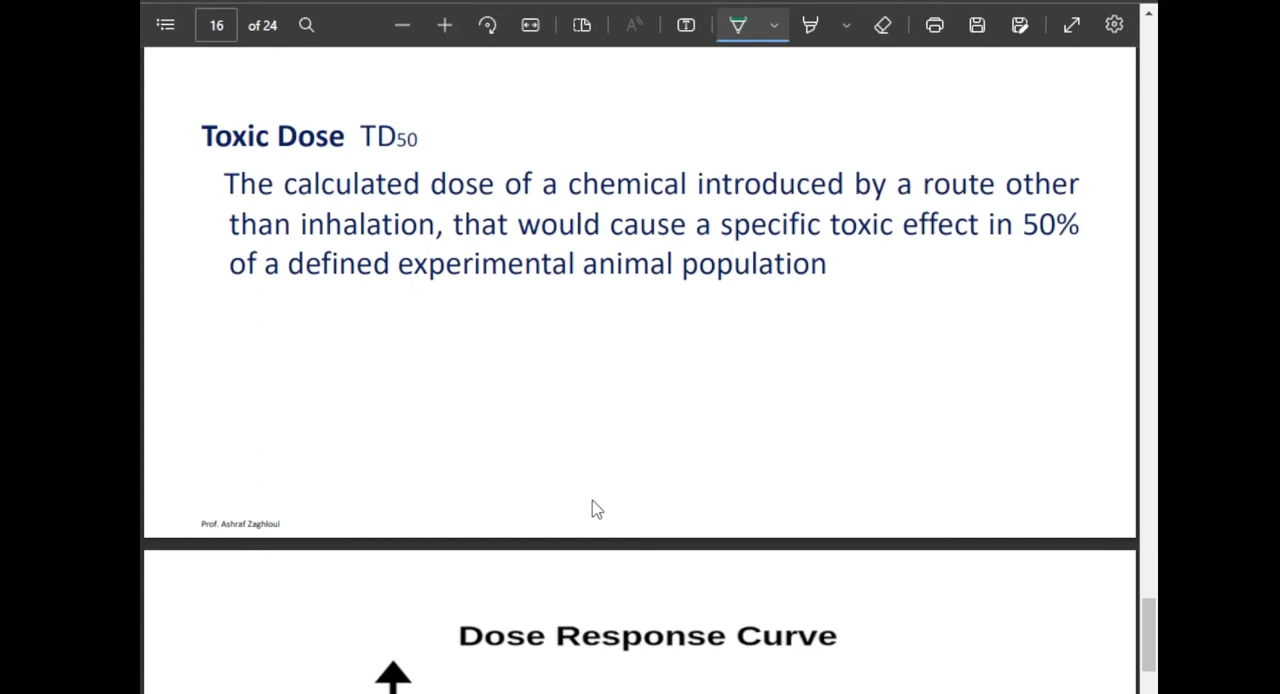 16 of 24
Toxic Dose TD50
The calculated dose of a chemical introduced by a route other
than inhalation, that would cause a specific toxic effect in 50%
of a defined experimental animal population
Prof. Ashraf Zaghloul
Dose Response Curve